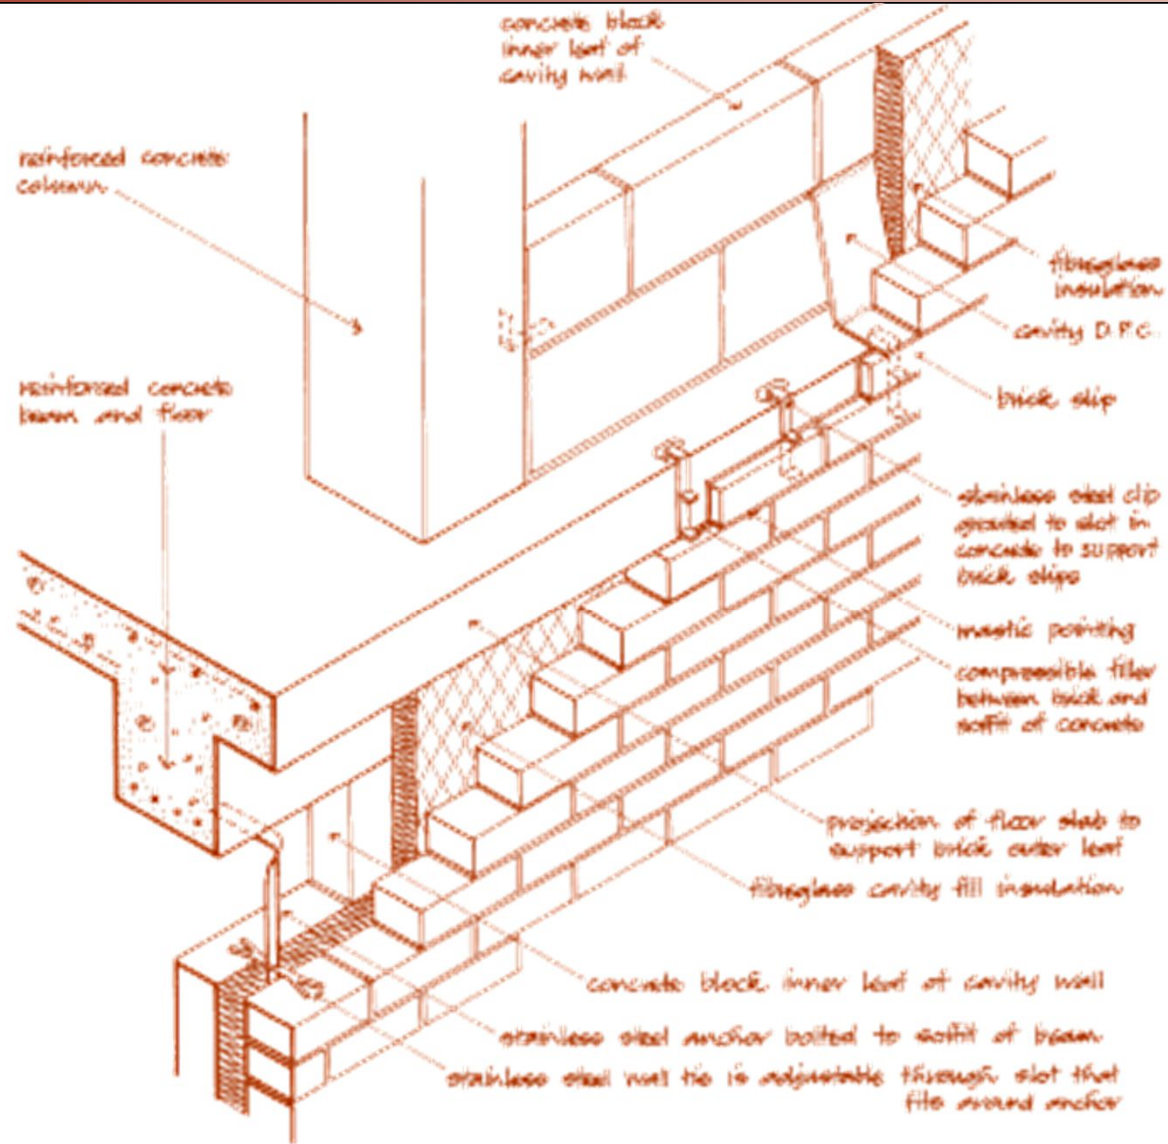 concrete block
inner leaf of
cavity wall
reinforced concrete
column
fibreglass
insulation
cavity D.P.C.
reinforced concrete
beam and floor
brick slip
stainless steel clip
grouted to slot in
concrete to support
brick slips
mastic pointing
compressible filler
between brick and
soffit of concrete
projection of floor slab to
support brick outer leaf
fibreglass cavity fill insulation
concrete block inner leaf of cavity wall
stainless steel anchor bolted to soffit of beam
stainless steel wall tie is adjustable through slot that
fits around anchor